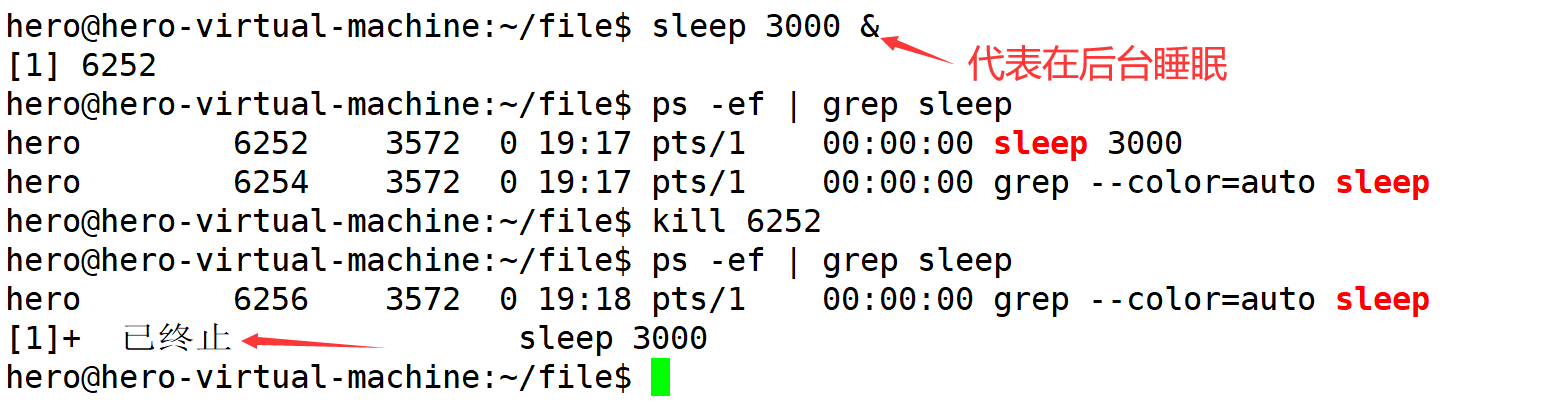 hero@hero-virtual-machine:~/file$ sleep 3000 &
代表在后台睡眠
[1] 6252
hero@hero-virtual-machine:~/file$ ps -ef | grep sleep
hero        6252    3572  0 19:17 pts/1    00:00:00 sleep 3000
hero        6254    3572  0 19:17 pts/1    00:00:00 grep --color=auto sleep
hero@hero-virtual-machine:~/file$ kill 6252
hero@hero-virtual-machine:~/file$ ps -ef | grep sleep
hero        6256    3572  0 19:18 pts/1    00:00:00 grep --color=auto sleep
[1]+  已终止               sleep 3000
hero@hero-virtual-machine:~/file$